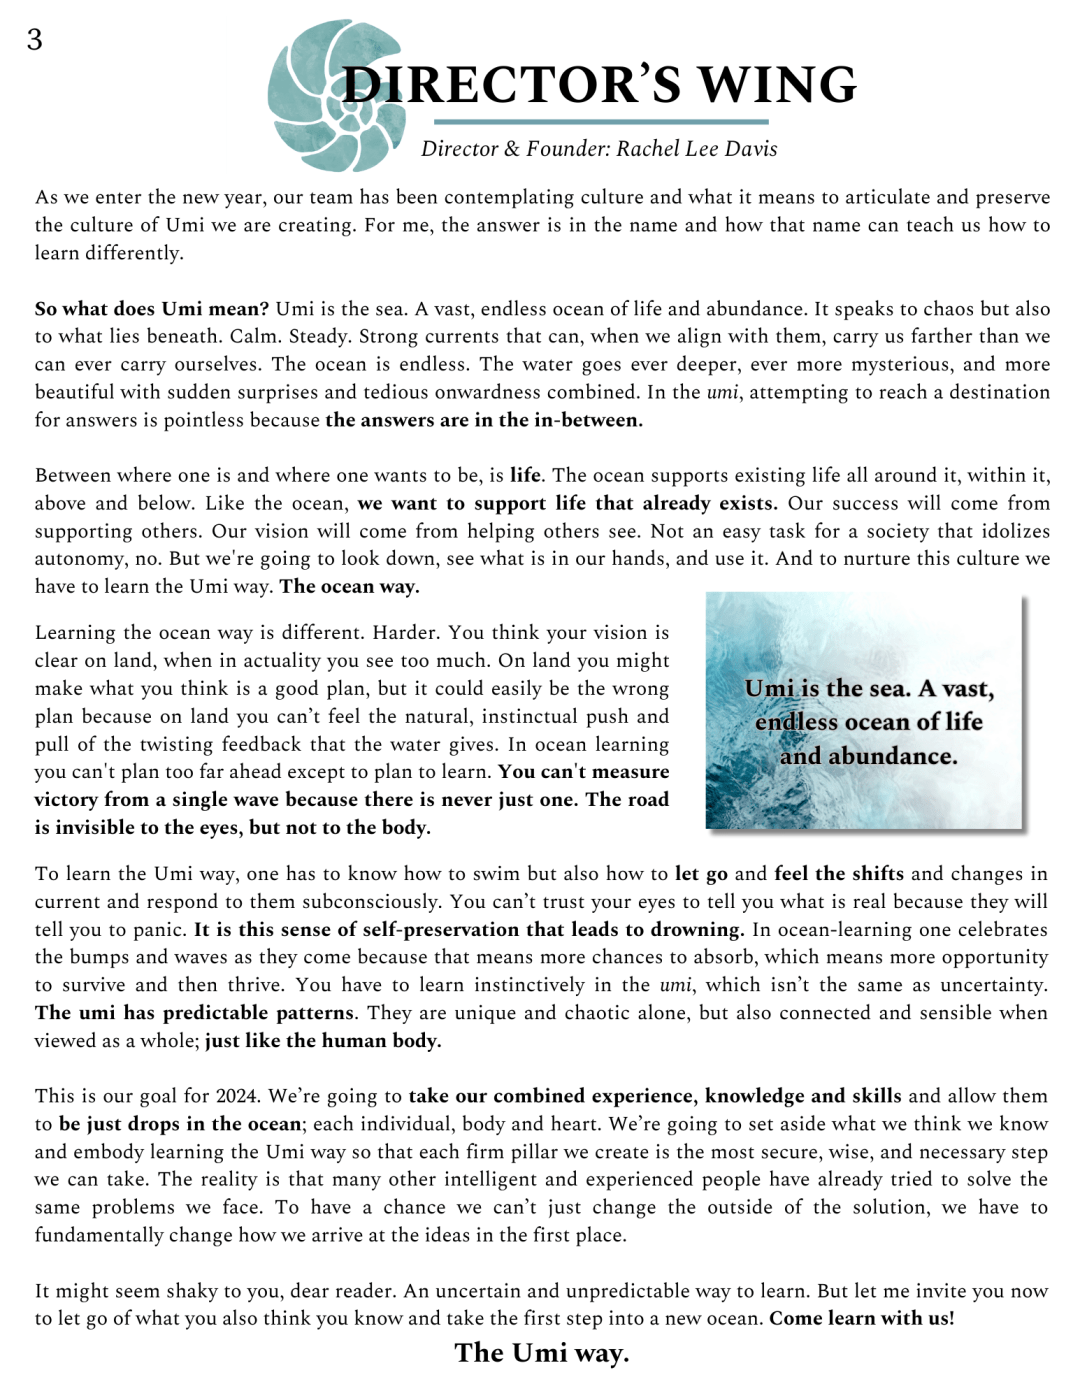 3
DIRECTOR’S WING
Director & Founder: Rachel Lee Davis
As we enter the new year, our team has been contemplating culture and what it means to articulate and preserve
the culture of Umi we are creating. For me, the answer is in the name and how that name can teach us how to
learn differently.
So what does Umi mean? Umi is the sea. A vast, endless ocean of life and abundance. It speaks to chaos but also
to what lies beneath. Calm. Steady. Strong currents that can, when we align with them, carry us farther than we
can ever carry ourselves. The ocean is endless. The water goes ever deeper, ever more mysterious, and more
beautiful with sudden surprises and tedious onwardness combined. In the umi, attempting to reach a destination
for answers is pointless because the answers are in the in-between.
Between where one is and where one wants to be, is life. The ocean supports existing life all around it, within it,
above and below. Like the ocean, we want to support life that already exists. Our success will come from
supporting others. Our vision will come from helping others see. Not an easy task for a society that idolizes
autonomy, no. But we're going to look down, see what is in our hands, and use it. And to nurture this culture we
have to learn the Umi way. The ocean way.
Learning the ocean way is different. Harder. You think your vision is
clear on land, when in actuality you see too much. On land you might
make what you think is a good plan, but it could easily be the wrong
plan because on land you can’t feel the natural, instinctual push and
pull of the twisting feedback that the water gives. In ocean learning
you can't plan too far ahead except to plan to learn. You can't measure
victory from a single wave because there is never just one. The road
is invisible to the eyes, but not to the body.
Umi is the sea. A vast,
endless ocean of life
and abundance.
To learn the Umi way, one has to know how to swim but also how to let go and feel the shifts and changes in
current and respond to them subconsciously. You can’t trust your eyes to tell you what is real because they will
tell you to panic. It is this sense of self-preservation that leads to drowning. In ocean-learning one celebrates
the bumps and waves as they come because that means more chances to absorb, which means more opportunity
to survive and then thrive. You have to learn instinctively in the umi, which isn’t the same as uncertainty.
The umi has predictable patterns. They are unique and chaotic alone, but also connected and sensible when
viewed as a whole; just like the human body.
This is our goal for 2024. We’re going to take our combined experience, knowledge and skills and allow them
to be just drops in the ocean; each individual, body and heart. We’re going to set aside what we think we know
and embody learning the Umi way so that each firm pillar we create is the most secure, wise, and necessary step
we can take. The reality is that many other intelligent and experienced people have already tried to solve the
same problems we face. To have a chance we can’t just change the outside of the solution, we have to
fundamentally change how we arrive at the ideas in the first place.
It might seem shaky to you, dear reader. An uncertain and unpredictable way to learn. But let me invite you now
to let go of what you also think you know and take the first step into a new ocean. Come learn with us!
The Umi way.